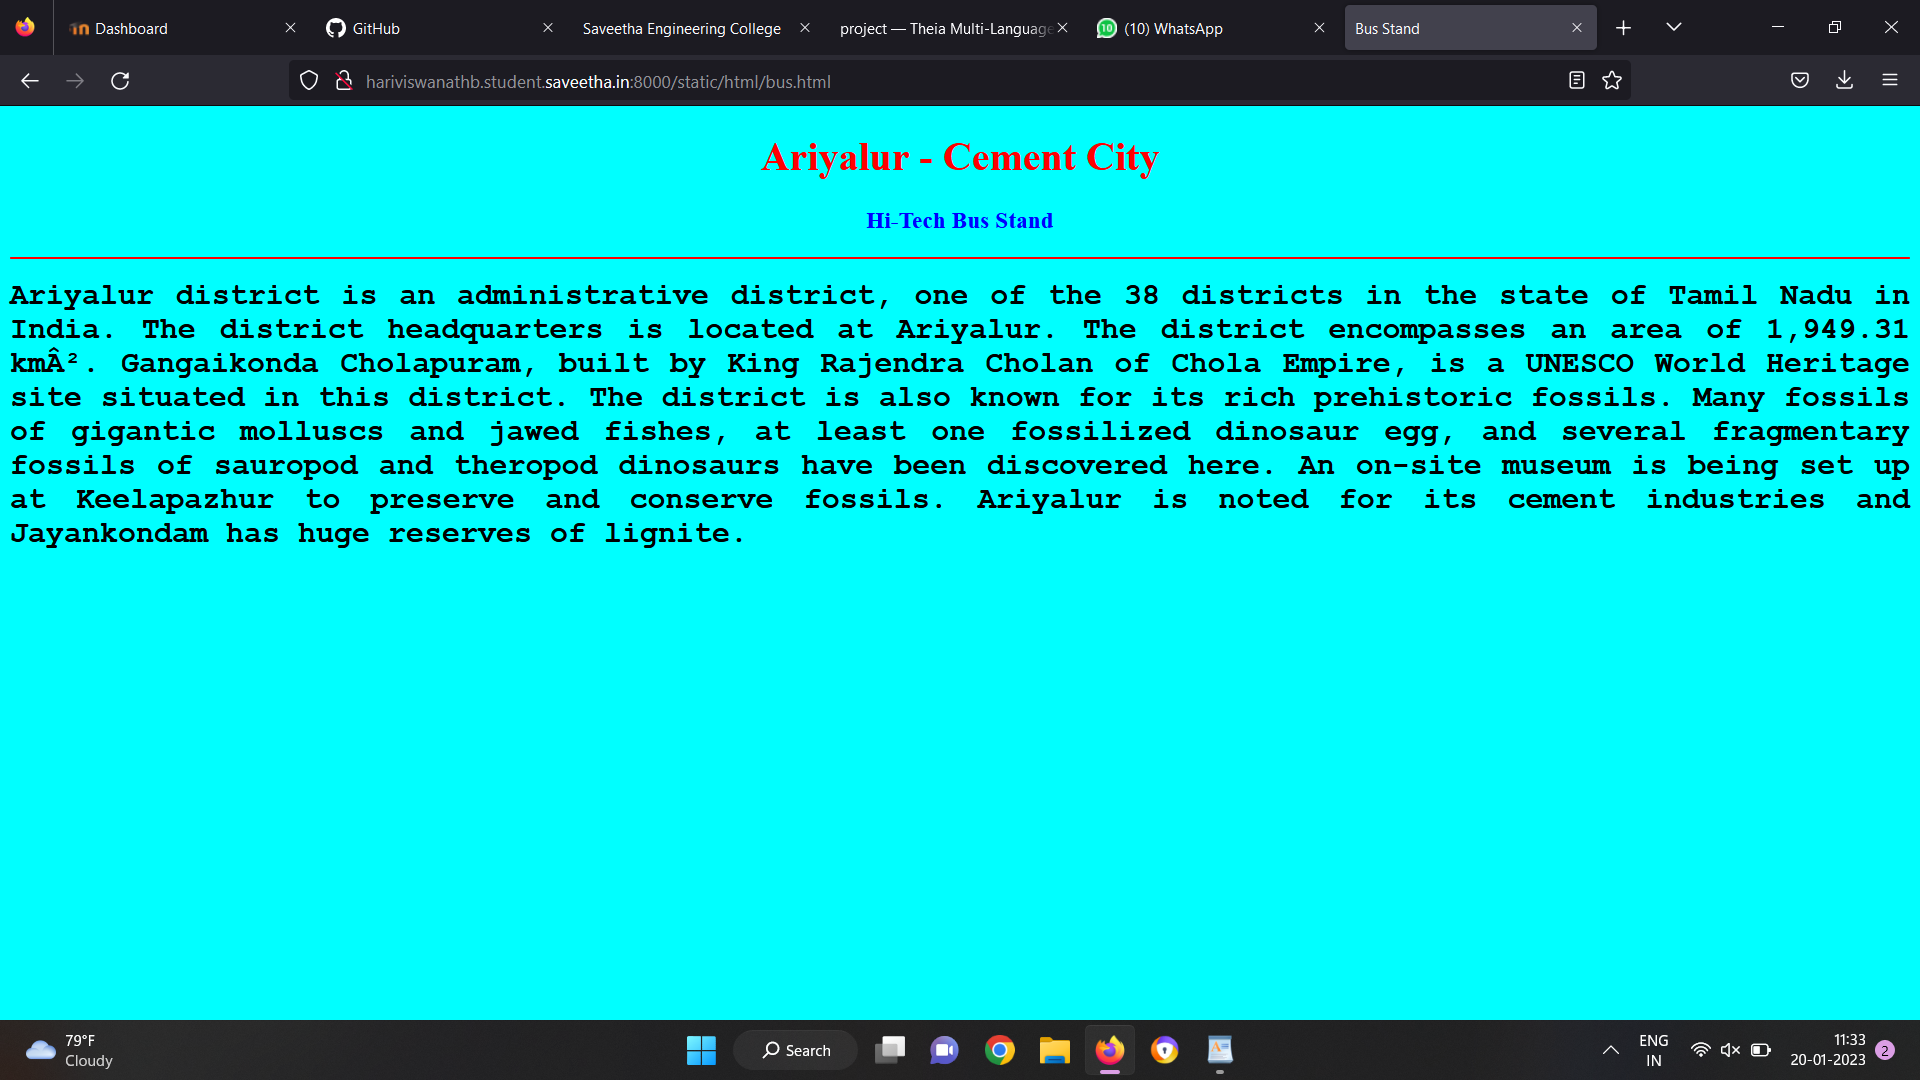 Dashboard
GitHub
Saveetha Engineering College
project — Theia Multi-Language
(10) WhatsApp
Bus Stand
hariviswanathb.student.saveetha.in:8000/static/html/bus.html
Ariyalur - Cement City
Hi-Tech Bus Stand
Ariyalur district is an administrative district, one of the 38 districts in the state of Tamil Nadu in
India. The district headquarters is located at Ariyalur. The district encompasses an area of 1,949.31
kmÂ². Gangaikonda Cholapuram, built by King Rajendra Cholan of Chola Empire, is a UNESCO World Heritage
site situated in this district. The district is also known for its rich prehistoric fossils. Many fossils
of gigantic molluscs and jawed fishes, at least one fossilized dinosaur egg, and several fragmentary
fossils of sauropod and theropod dinosaurs have been discovered here. An on-site museum is being set up
at Keelapazhur to preserve and conserve fossils. Ariyalur is noted for its cement industries and
Jayankondam has huge reserves of lignite.
79°F
Cloudy
Search
ENG
IN
11:33
20-01-2023
2